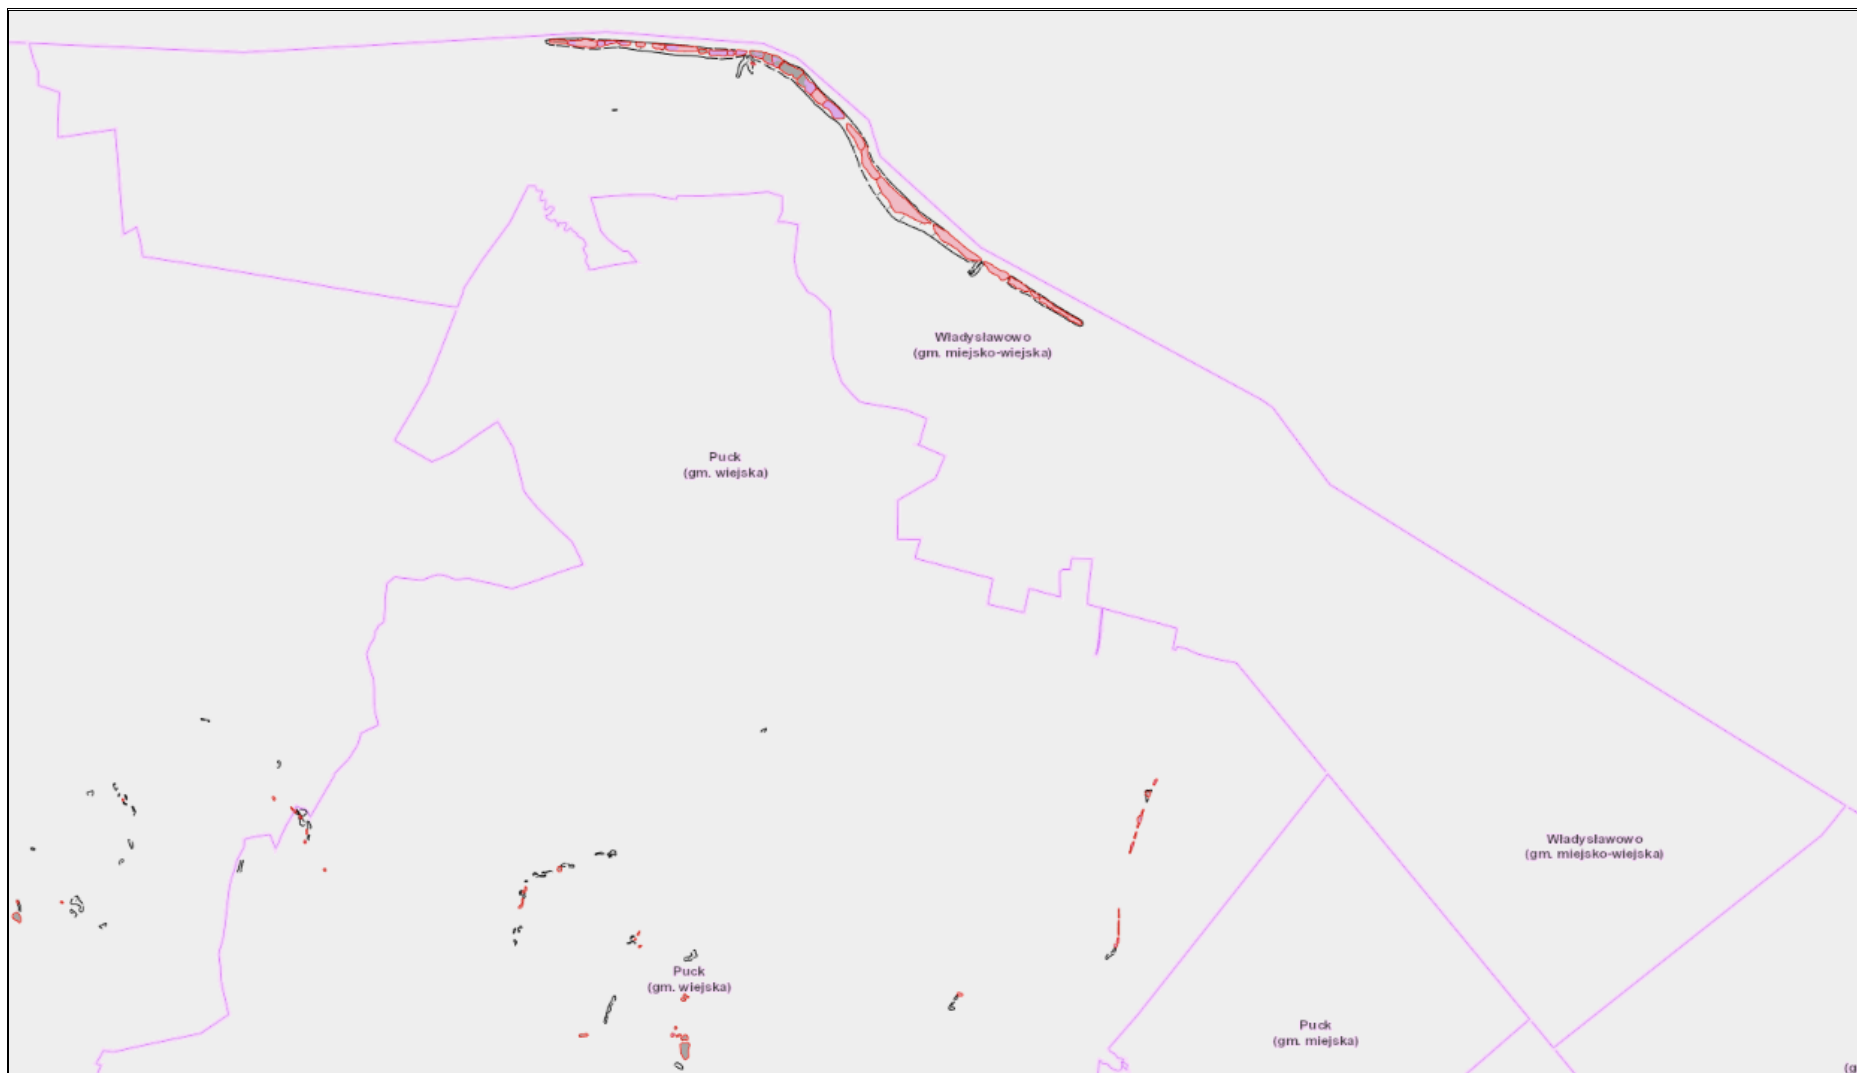 Władysławowo
(gm. miejsko-wiejska)
Puck
(gm. wiejska)
Władysławowo
(gm. miejsko-wiejska)
Puck
(gm. wiejska)
Puck
(gm. miejska)
(g